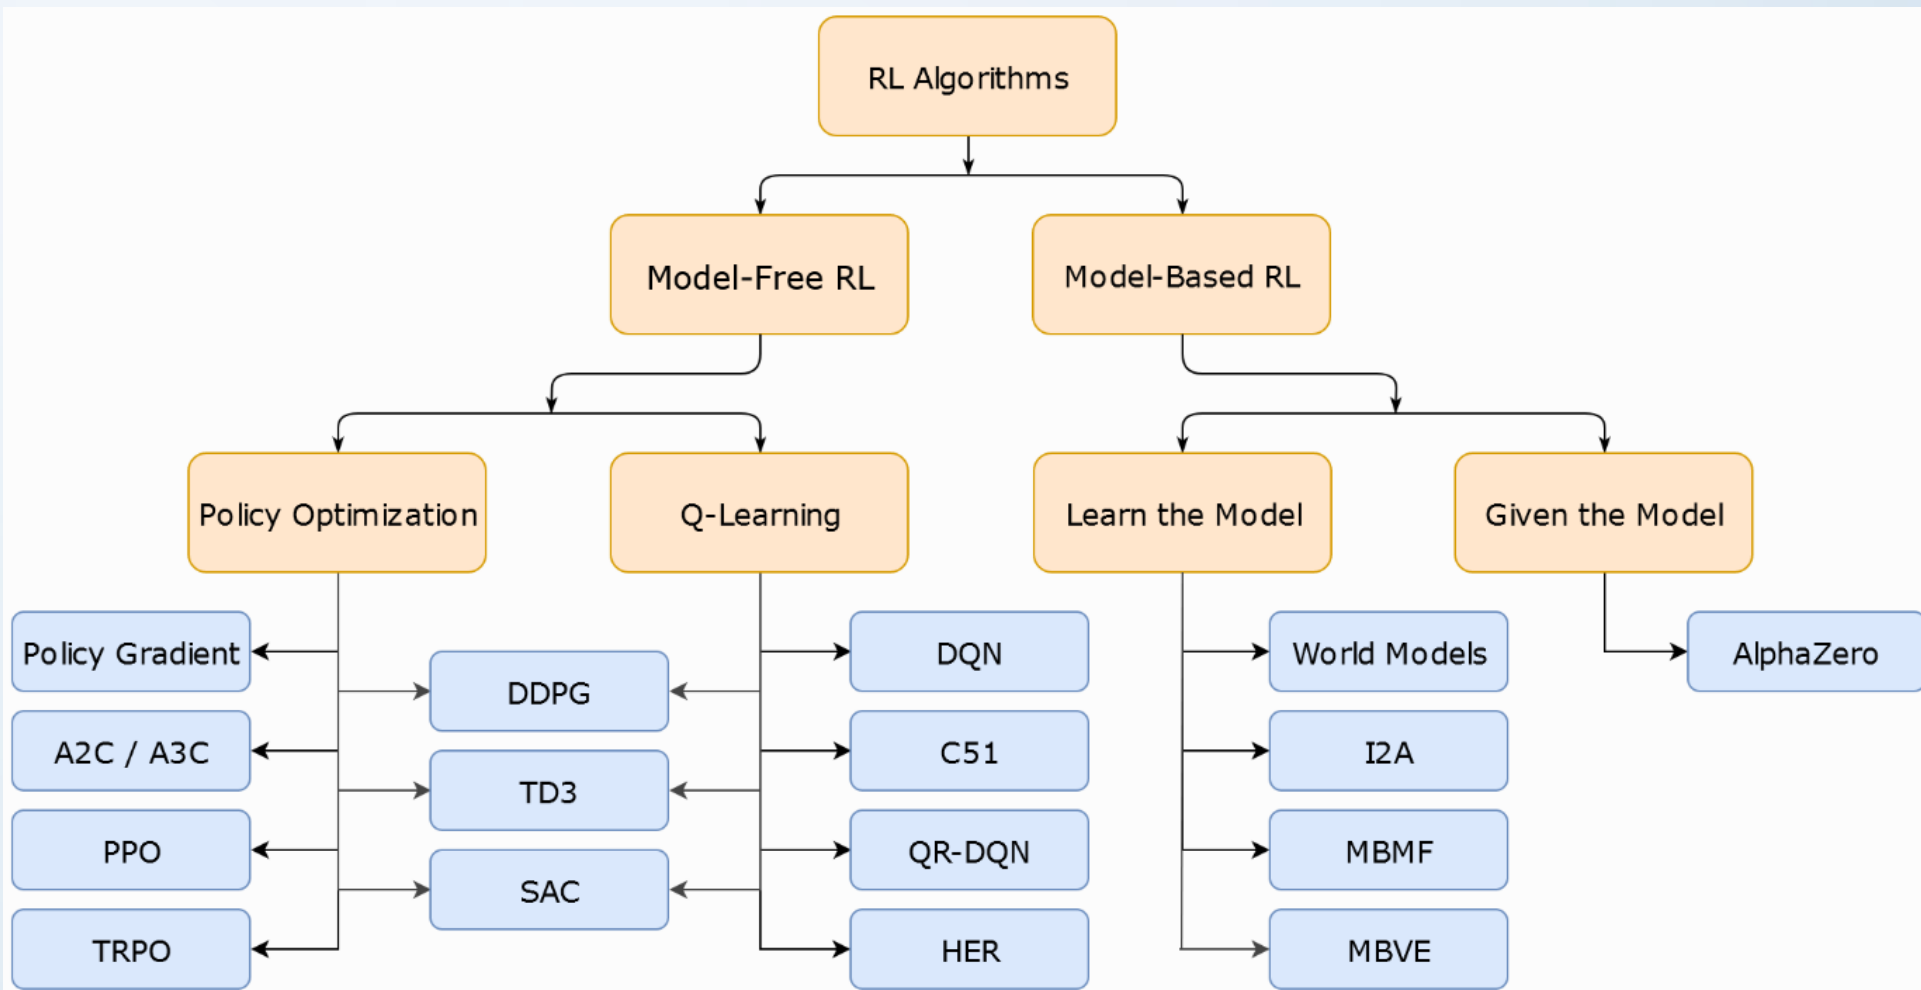 RL Algorithms
Model-Free RL
Model-Based RL
Policy Optimization
Q-Learning
Learn the Model
Given the Model
Policy Gradient
DDPG
DQN
World Models
AlphaZero
A2C / A3C
TD3
C51
I2A
PPO
SAC
QR-DQN
MBMF
TRPO
HER
MBVE